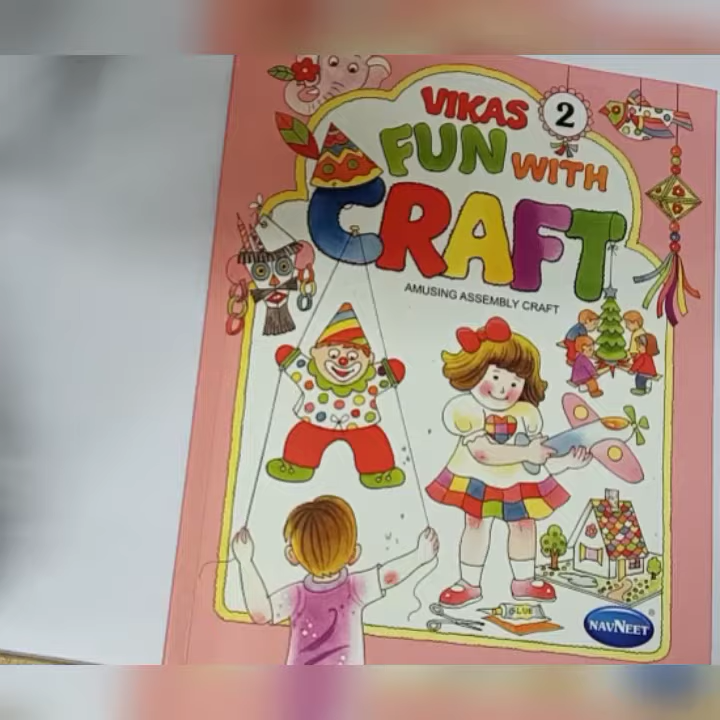 VIKAS 2
FUN WITH
CRAFT
AMUSING ASSEMBLY CRAFT
GLUE
NAVNEET